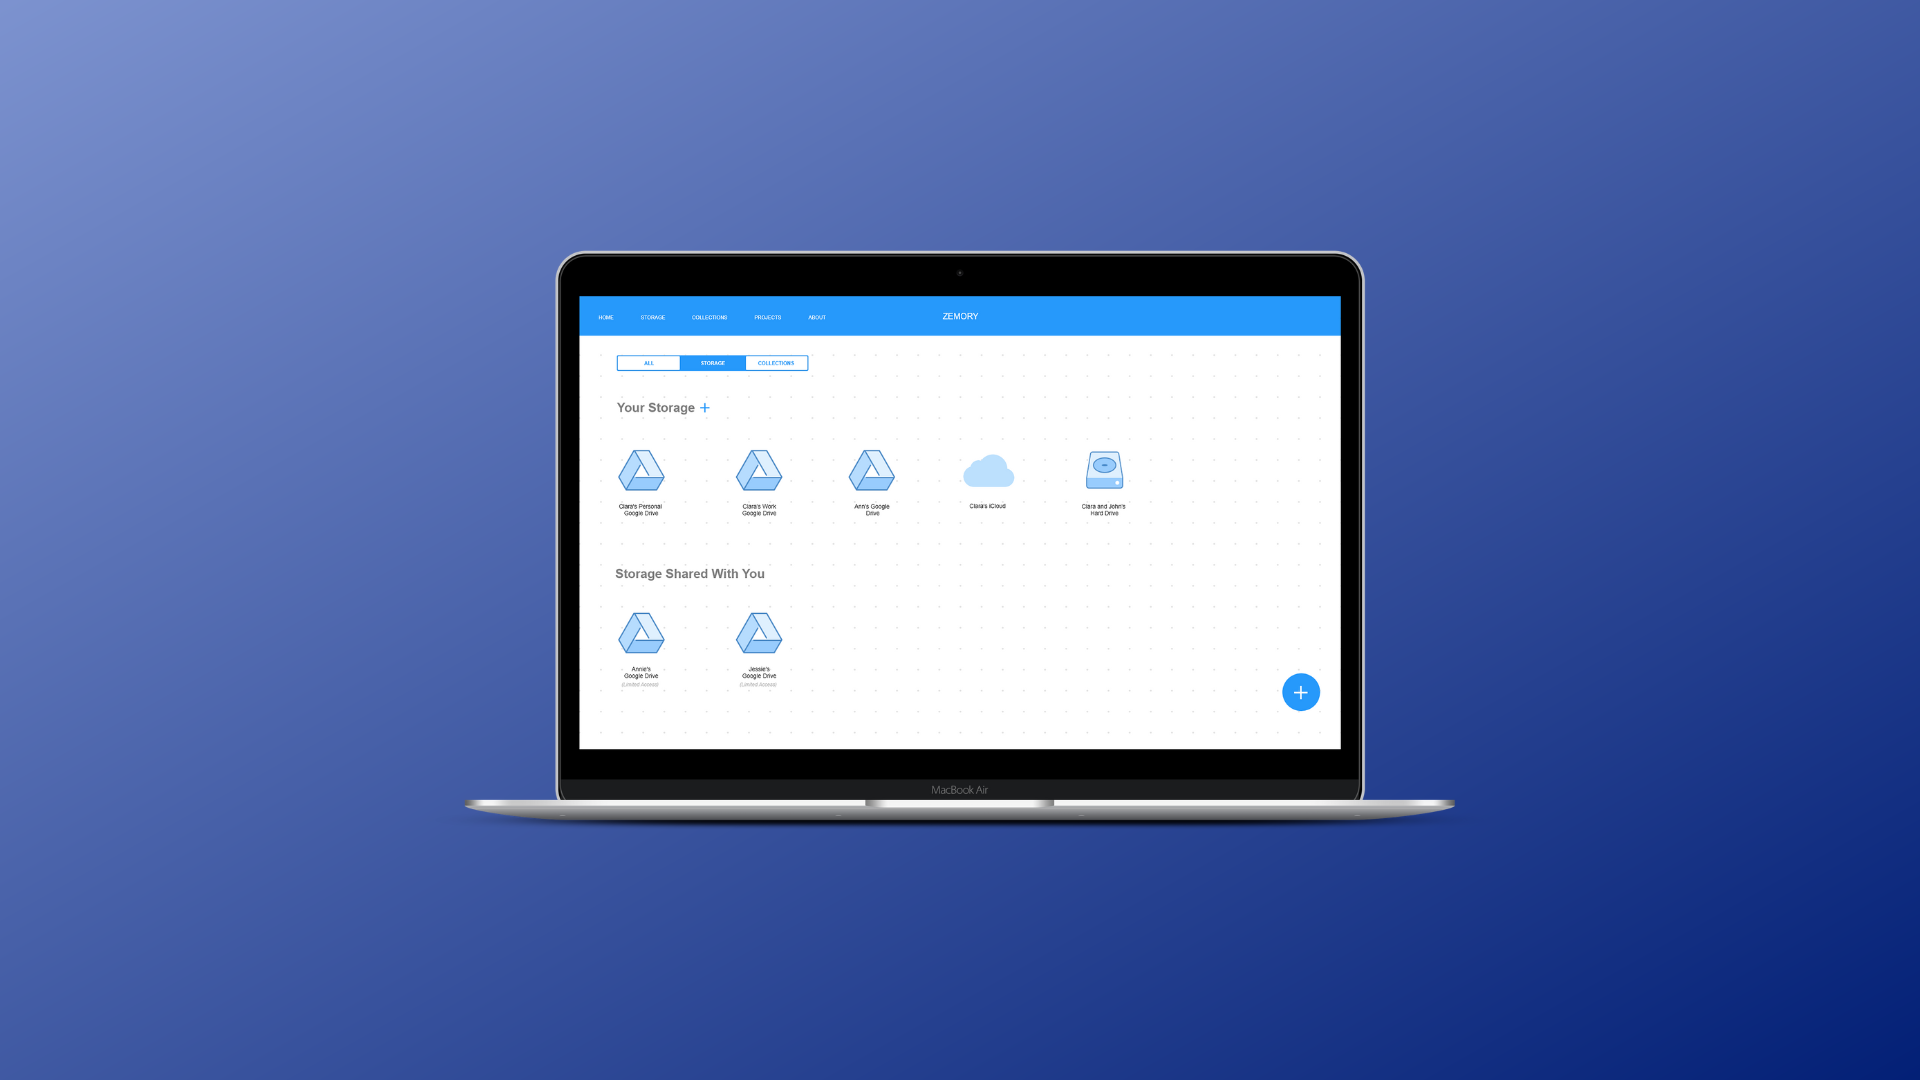 HOME STORAGE COLLECTIONS PROJECTS ABOUT ZEMORY
ALL STORAGE COLLECTIONS
Your Storage +
Clara's Personal
Google Drive
Clara's Work
Google Drive
Ann's Google
Drive
Clara's iCloud
Clara and John's
Hard Drive
Storage Shared With You
Annie's
Google Drive
(Limited Access)
Jessie's
Google Drive
(Limited Access)
MacBook Air